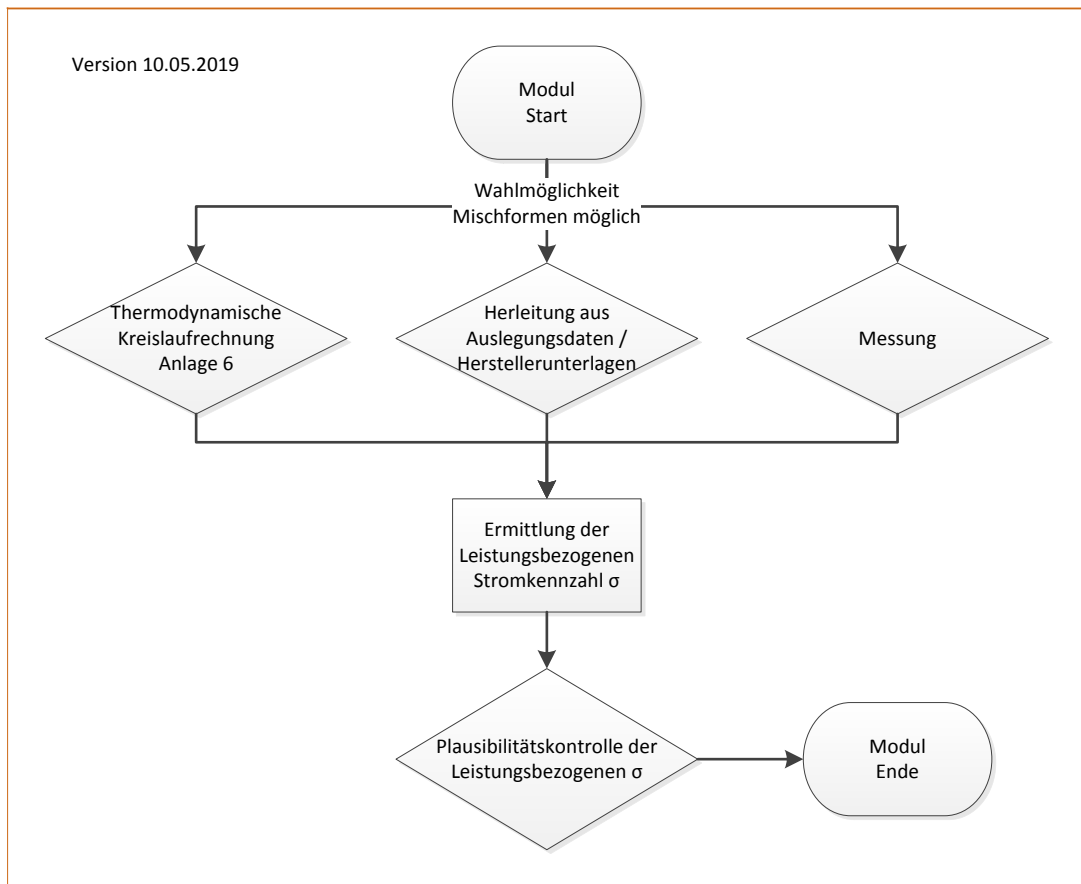 Version 10.05.2019
Modul
Start
Wahlmöglichkeit
Mischformen möglich
Thermodynamische
Kreislaufrechnung
Anlage 6
Herleitung aus
Auslegungsdaten /
Herstellerunterlagen
Messung
Ermittlung der
Leistungsbezogenen
Stromkennzahl σ
Plausibilitätskontrolle der
Leistungsbezogenen σ
Modul
Ende